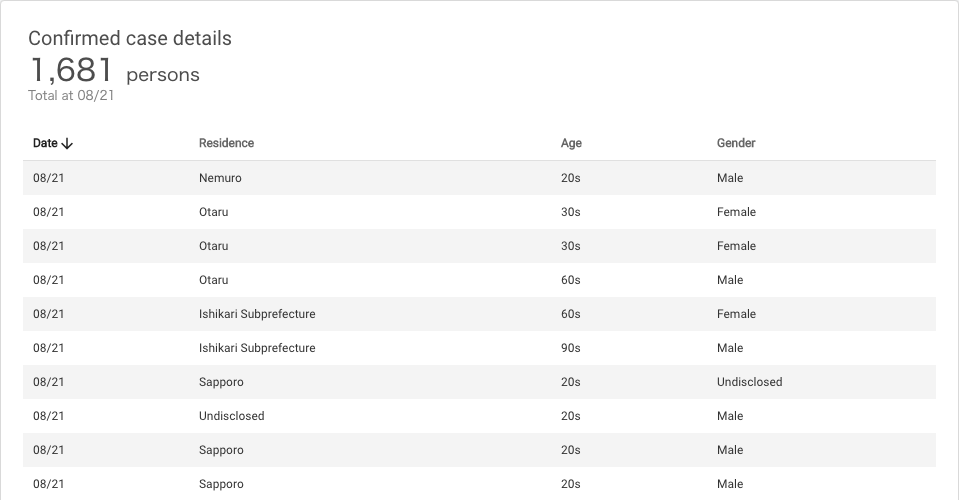 Confirmed case details
1,681 persons
Total at 08/21
Date ↓ Residence Age Gender
08/21 Nemuro 20s Male
08/21 Otaru 30s Female
08/21 Otaru 30s Female
08/21 Otaru 60s Male
08/21 Ishikari Subprefecture 60s Female
08/21 Ishikari Subprefecture 90s Male
08/21 Sapporo 20s Undisclosed
08/21 Undisclosed 20s Male
08/21 Sapporo 20s Male
08/21 Sapporo 20s Male